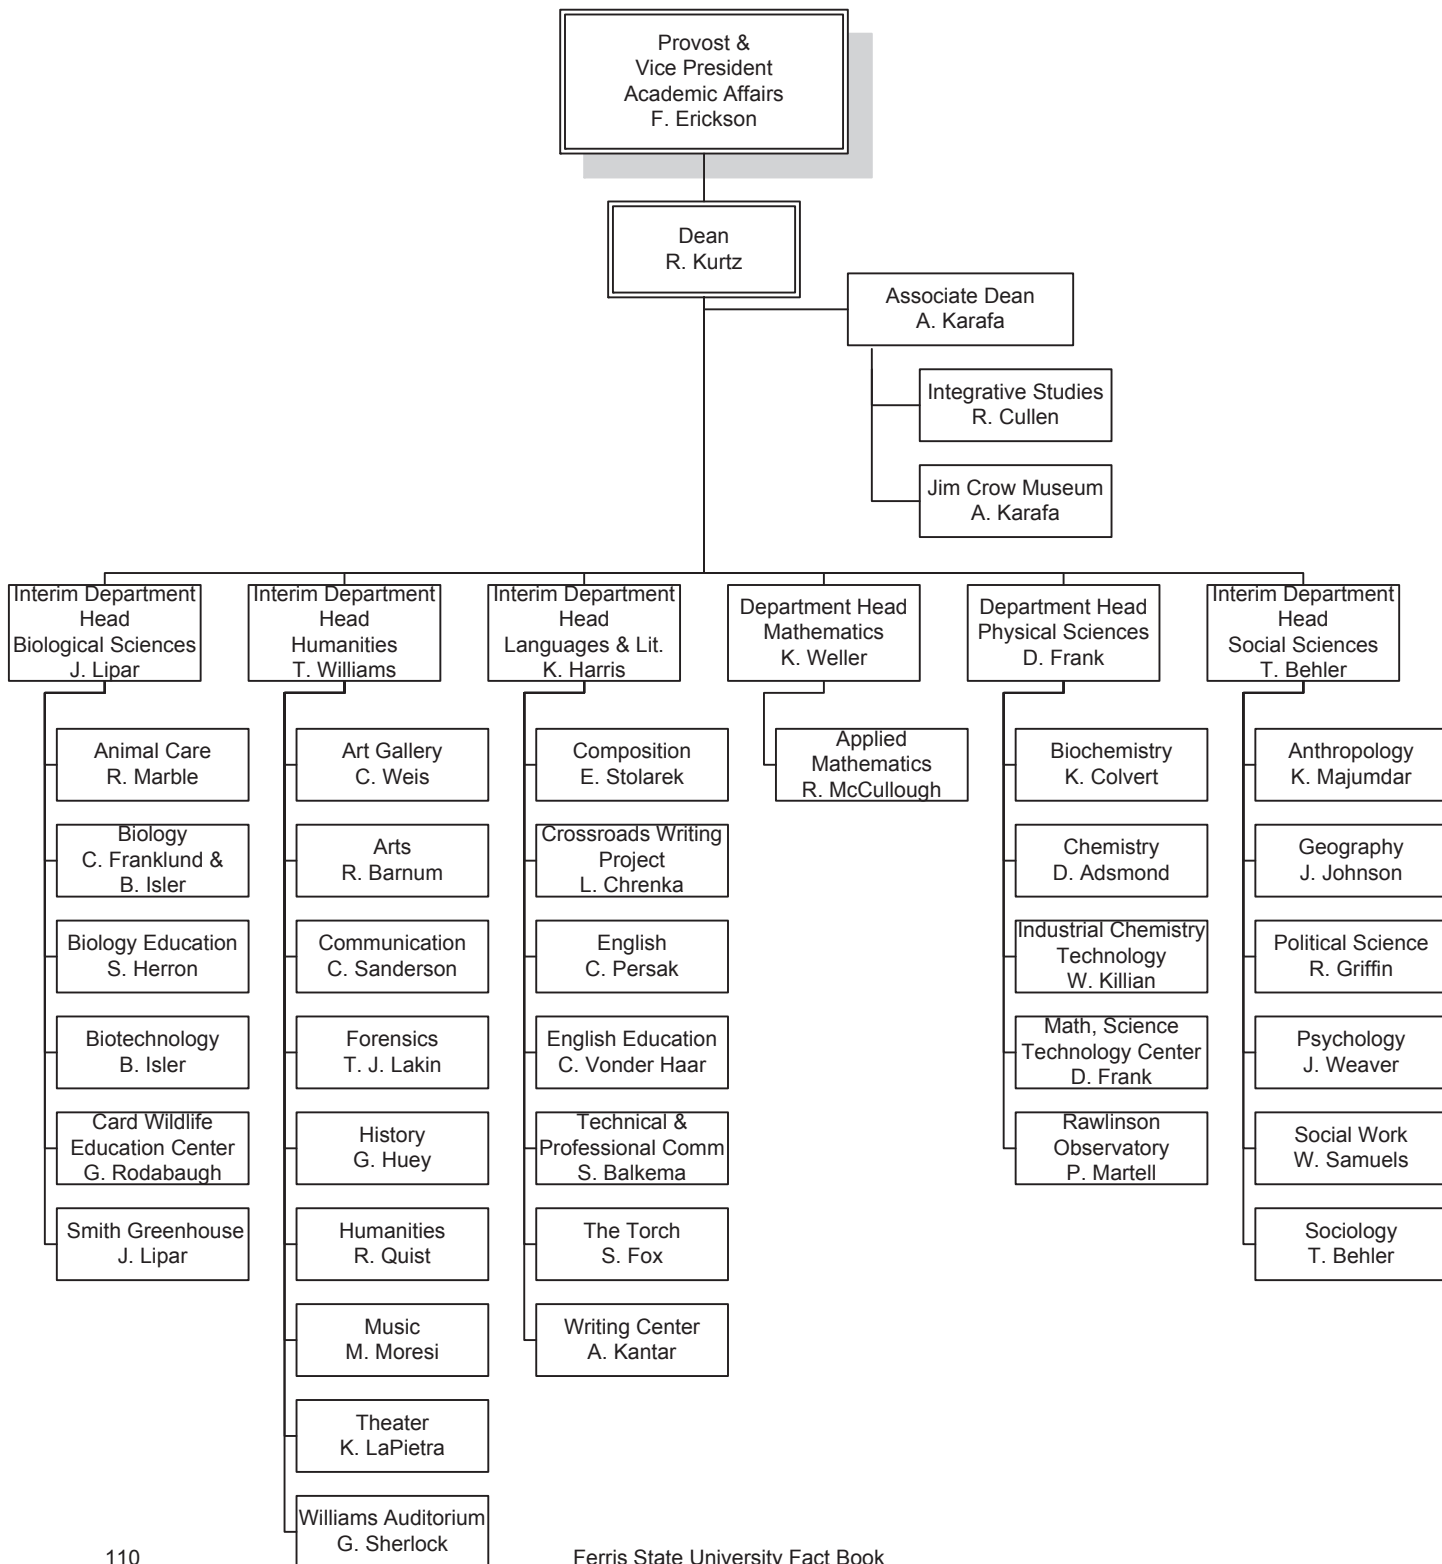 Provost &
Vice President
Academic Affairs
F. Erickson
Dean
R. Kurtz
Associate Dean
A. Karafa
Integrative Studies
R. Cullen
Jim Crow Museum
A. Karafa
Interim Department
Head
Biological Sciences
J. Lipar
Interim Department
Head
Humanities
T. Williams
Interim Department
Head
Languages & Lit.
K. Harris
Department Head
Mathematics
K. Weller
Department Head
Physical Sciences
D. Frank
Interim Department
Head
Social Sciences
T. Behler
Animal Care
R. Marble
Biology
C. Franklund &
B. Isler
Biology Education
S. Herron
Biotechnology
B. Isler
Card Wildlife
Education Center
G. Rodabaugh
Smith Greenhouse
J. Lipar
Art Gallery
C. Weis
Arts
R. Barnum
Communication
C. Sanderson
Forensics
T. J. Lakin
History
G. Huey
Humanities
R. Quist
Music
M. Moresi
Theater
K. LaPietra
Williams Auditorium
G. Sherlock
Composition
E. Stolarek
Crossroads Writing
Project
L. Chrenka
English
C. Persak
English Education
C. Vonder Haar
Technical &
Professional Comm
S. Balkema
The Torch
S. Fox
Writing Center
A. Kantar
Applied
Mathematics
R. McCullough
Biochemistry
K. Colvert
Chemistry
D. Adsmond
Industrial Chemistry
Technology
W. Killian
Math, Science
Technology Center
D. Frank
Rawlinson
Observatory
P. Martell
Anthropology
K. Majumdar
Geography
J. Johnson
Political Science
R. Griffin
Psychology
J. Weaver
Social Work
W. Samuels
Sociology
T. Behler
110
Ferris State University Fact Book